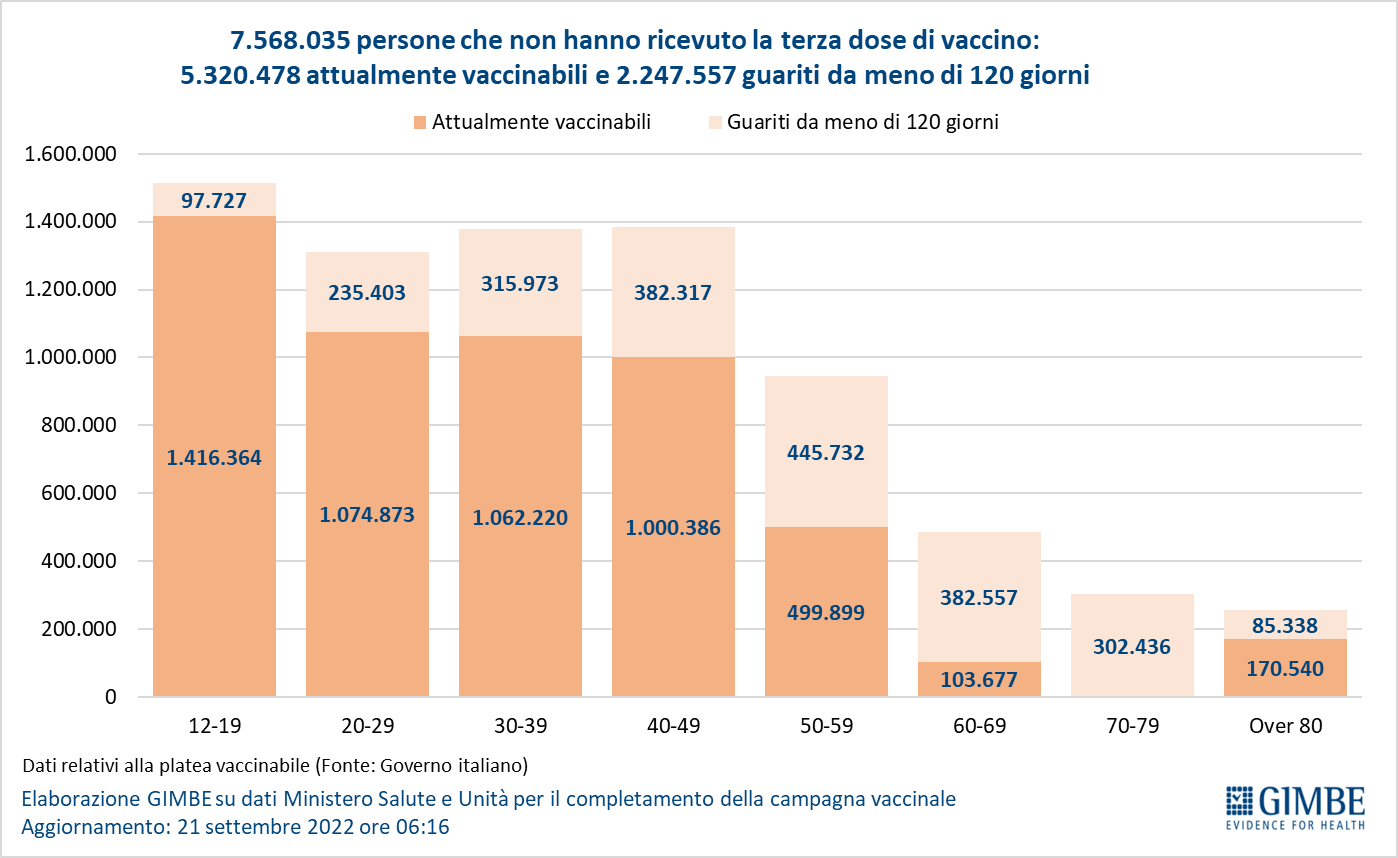 7.568.035 persone che non hanno ricevuto la terza dose di vaccino:
5.320.478 attualmente vaccinabili e 2.247.557 guariti da meno di 120 giorni
Attualmente vaccinabili Guariti da meno di 120 giorni
1.600.000
1.400.000
1.200.000
1.000.000
800.000
600.000
400.000
200.000
0
97.727
1.416.364
235.403
1.074.873
315.973
1.062.220
382.317
1.000.386
445.732
499.899
382.557
103.677
302.436
85.338
170.540
12-19 20-29 30-39 40-49 50-59 60-69 70-79 Over 80
Dati relativi alla platea vaccinabile (Fonte: Governo italiano)
Elaborazione GIMBE su dati Ministero Salute e Unità per il completamento della campagna vaccinale
Aggiornamento: 21 settembre 2022 ore 06:16
GIMBE
EVIDENCE FOR HEALTH